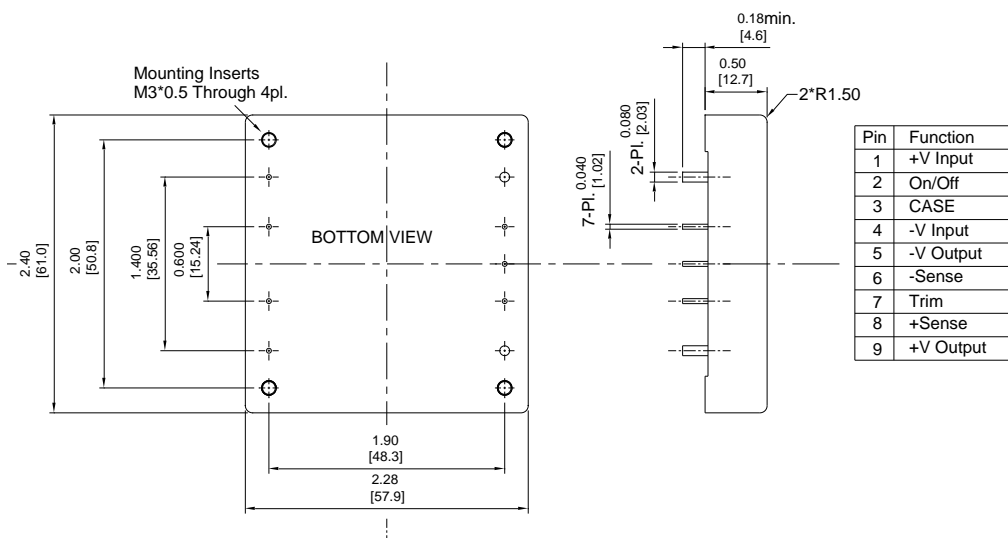 Mounting Inserts
M3*0.5 Through 4pl.
BOTTOM VIEW
2.40
[61.0]
2.00
[50.8]
1.400
[35.56]
0.600
[15.24]
1.90
[48.3]
2.28
[57.9]
0.18min.
[4.6]
0.50
[12.7]
2*R1.50
2-Pl. 0.080
[2.03]
7-Pl. 0.040
[1.02]
Pin Function
1 +V Input
2 On/Off
3 CASE
4 -V Input
5 -V Output
6 -Sense
7 Trim
8 +Sense
9 +V Output